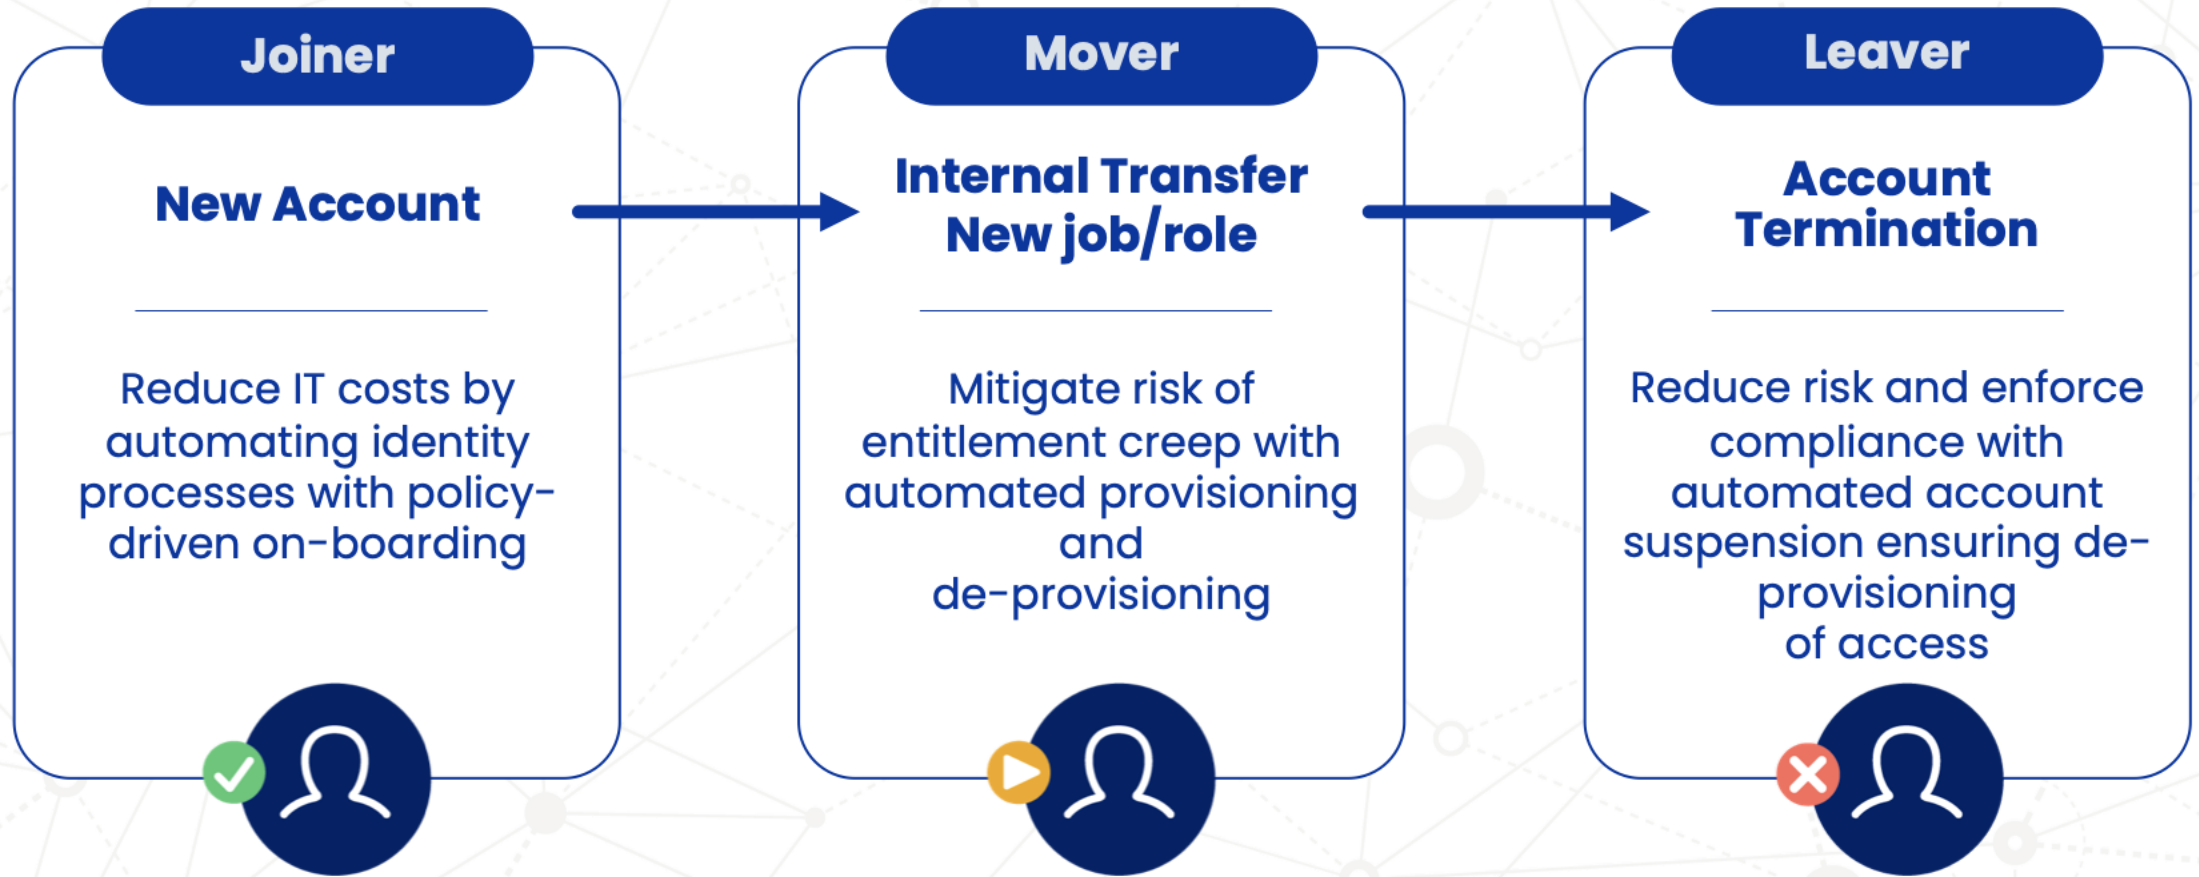 Joiner
New Account
Reduce IT costs by
automating identity
processes with policy-
driven on-boarding
Mover
Internal Transfer
New job/role
Mitigate risk of
entitlement creep with
automated provisioning
and
de-provisioning
Leaver
Account
Termination
Reduce risk and enforce
compliance with
automated account
suspension ensuring de-
provisioning
of access